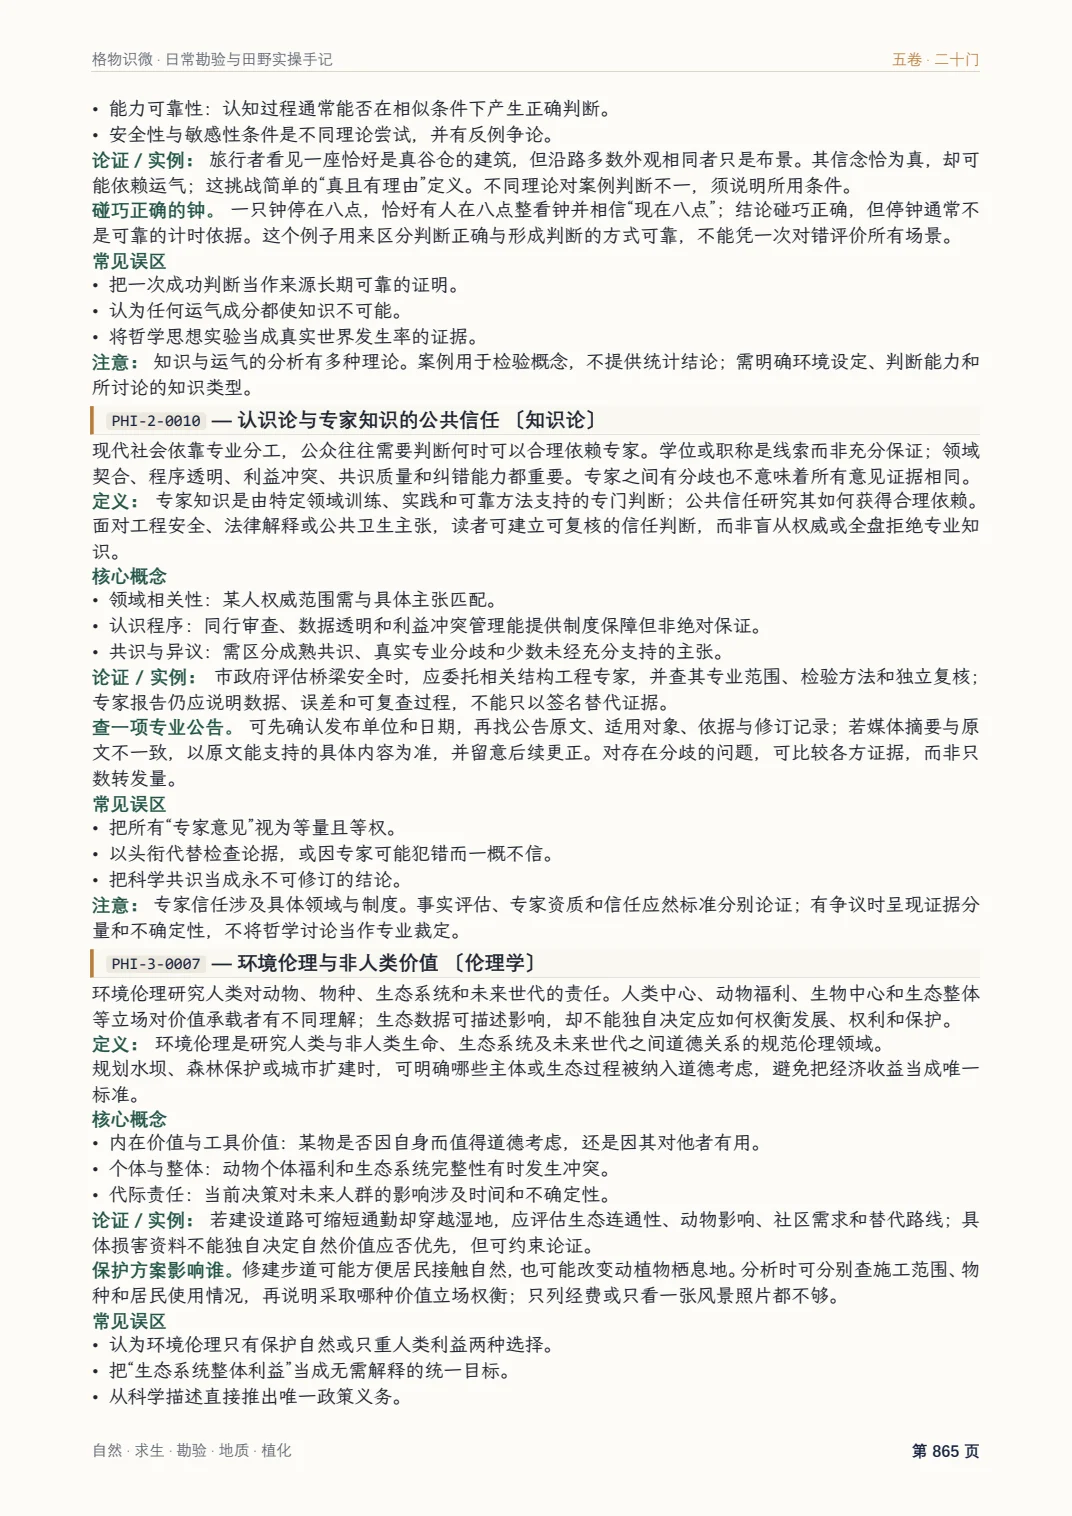 格物识微 · 日常勘验与田野实操手记
五卷 · 二十门
• 能力可靠性：认知过程通常能否在相似条件下产生正确判断。
• 安全性与敏感性条件是不同理论尝试，并有反例争论。
论证 / 实例： 旅行者看见一座恰好是真谷仓的建筑，但沿路多数外观相同者只是布景。其信念恰为真，却可
能依赖运气；这挑战简单的“真且有理由”定义。不同理论对案例判断不一，须说明所用条件。
碰巧正确的钟。 一只钟停在八点，恰好有人在八点整看钟并相信“现在八点”；结论碰巧正确，但停钟通常不
是可靠的计时依据。这个例子用来区分判断正确与形成判断的方式可靠，不能凭一次对错评价所有场景。
常见误区
• 把一次成功判断当作来源长期可靠的证明。
• 认为任何运气成分都使知识不可能。
• 将哲学思想实验当成真实世界发生率的证据。
注意： 知识与运气的分析有多种理论。案例用于检验概念，不提供统计结论；需明确环境设定、判断能力和
所讨论的知识类型。
PHI-2-0010 — 认识论与专家知识的公共信任 〔知识论〕
现代社会依靠专业分工，公众往往需要判断何时可以合理依赖专家。学位或职称是线索而非充分保证；领域
契合、程序透明、利益冲突、共识质量和纠错能力都重要。专家之间有分歧也不意味着所有意见证据相同。
定义： 专家知识是由特定领域训练、实践和可靠方法支持的专门判断；公共信任研究其如何获得合理依赖。
面对工程安全、法律解释或公共卫生主张，读者可建立可复核的信任判断，而非盲从权威或全盘拒绝专业知
识。
核心概念
• 领域相关性：某人权威范围需与具体主张匹配。
• 认识程序：同行审查、数据透明和利益冲突管理能提供制度保障但非绝对保证。
• 共识与异议：需区分成熟共识、真实专业分歧和少数未经充分支持的主张。
论证 / 实例： 市政府评估桥梁安全时，应委托相关结构工程专家，并查其专业范围、检验方法和独立复核；
专家报告仍应说明数据、误差和可复查过程，不能只以签名替代证据。
查一项专业公告。 可先确认发布单位和日期，再找公告原文、适用对象、依据与修订记录；若媒体摘要与原
文不一致，以原文能支持的具体内容为准，并留意后续更正。对存在分歧的问题，可比较各方证据，而非只
数转发量。
常见误区
• 把所有“专家意见”视为等量且等权。
• 以头衔代替检查论据，或因专家可能犯错而一概不信。
• 把科学共识当成永不可修订的结论。
注意： 专家信任涉及具体领域与制度。事实评估、专家资质和信任应然标准分别论证；有争议时呈现证据分
量和不确定性，不将哲学讨论当作专业裁定。
PHI-3-0007 — 环境伦理与非人类价值 〔伦理学〕
环境伦理研究人类对动物、物种、生态系统和未来世代的责任。人类中心、动物福利、生物中心和生态整体
等立场对价值承载者有不同理解；生态数据可描述影响，却不能独自决定应如何权衡发展、权利和保护。
定义： 环境伦理是研究人类与非人类生命、生态系统及未来世代之间道德关系的规范伦理领域。
规划水坝、森林保护或城市扩建时，可明确哪些主体或生态过程被纳入道德考虑，避免把经济收益当成唯一
标准。
核心概念
• 内在价值与工具价值：某物是否因自身而值得道德考虑，还是因其对他者有用。
• 个体与整体：动物个体福利和生态系统完整性有时发生冲突。
• 代际责任：当前决策对未来人群的影响涉及时间和不确定性。
论证 / 实例： 若建设道路可缩短通勤却穿越湿地，应评估生态连通性、动物影响、社区需求和替代路线；具
体损害资料不能独自决定自然价值应否优先，但可约束论证。
保护方案影响谁。修建步道可能方便居民接触自然，也可能改变动植物栖息地。分析时可分别查施工范围、物
种和居民使用情况，再说明采取哪种价值立场权衡；只列经费或只看一张风景照片都不够。
常见误区
• 认为环境伦理只有保护自然或只重人类利益两种选择。
• 把“生态系统整体利益”当成无需解释的统一目标。
• 从科学描述直接推出唯一政策义务。
自然 · 求生 · 勘验 · 地质 · 植化
第 865 页